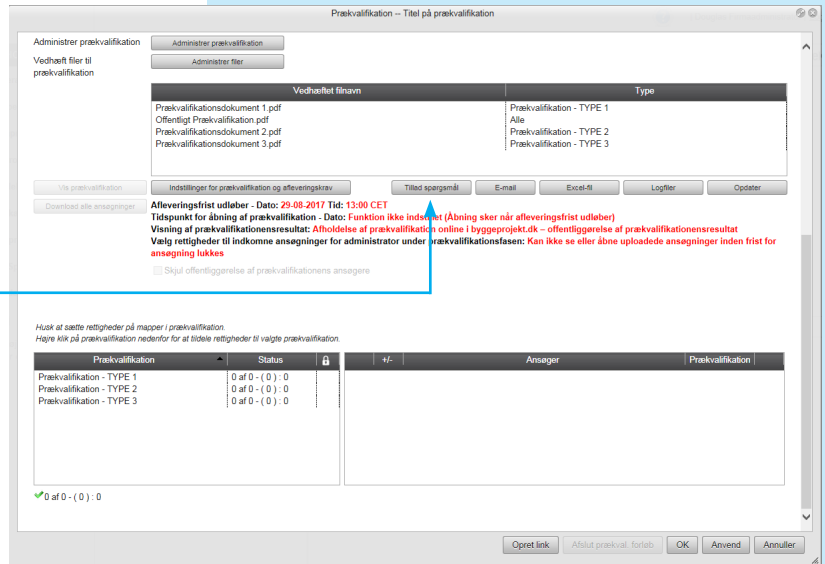 Prækvalifikation -- Titel på prækvalifikation
Administrer prækvalifikation
Administrer prækvalifikation
Vedhæft filer til
prækvalifikation
Administrer filer
Vedhæftet filnavn Type
Prækvalifikationsdokument 1.pdf Prækvalifikation - TYPE 1
Offentligt Prækvalifikation.pdf Alle
Prækvalifikationsdokument 2.pdf Prækvalifikation - TYPE 2
Prækvalifikationsdokument 3.pdf Prækvalifikation - TYPE 3
Vis prækvalifikation Indstillinger for prækvalifikation og afleveringskrav Tillad spørgsmål E-mail Excel-fil Logfiler Opdater
Download alle ansøgninger
Afleveringsfrist udløber - Dato: 29-08-2017 Tid: 13:00 CET
Tidspunkt for åbning af prækvalifikation - Dato: Funktion ikke indstillet (Åbning sker når afleveringsfrist udløber)
Visning af prækvalifikationensresultat: Afholdelse af prækvalifikation online i byggeprojekt.dk – offentliggørelse af prækvalifikationensresultat
Vælg rettigheder til indkomne ansøgninger for administrator under prækvalifikationsfasen: Kan ikke se eller åbne uploadede ansøgninger inden frist for
ansøgning lukkes
Skjul offentliggørelse af prækvalifikationens ansøgere
Husk at sætte rettigheder på mapper i prækvalifikation.
Højre klik på prækvalifikation nedenfor for at tildele rettigheder til valgte prækvalifikation.
Prækvalifikation Status +/- Ansøger Prækvalifikation
Prækvalifikation - TYPE 1 0 af 0 - ( 0 ) : 0
Prækvalifikation - TYPE 2 0 af 0 - ( 0 ) : 0
Prækvalifikation - TYPE 3 0 af 0 - ( 0 ) : 0
0 af 0 - ( 0 ) : 0
Opret link Afslut prækval. forløb OK Anvend Annuller